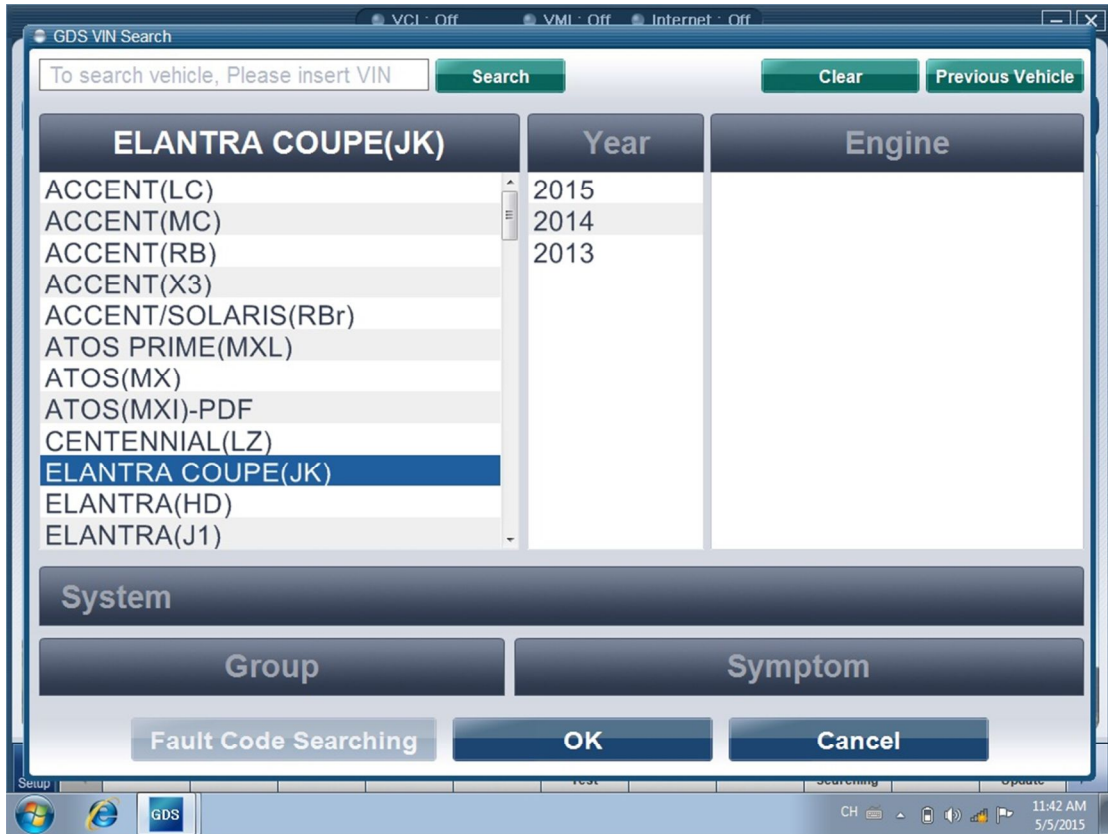 VCI : Off VMI : Off Internet : Off
GDS VIN Search
To search vehicle, Please insert VIN Search Clear Previous Vehicle
ELANTRA COUPE(JK) Year Engine
ACCENT(LC) 2015
ACCENT(MC) 2014
ACCENT(RB) 2013
ACCENT(X3)
ACCENT/SOLARIS(RBr)
ATOS PRIME(MXL)
ATOS(MX)
ATOS(MXI)-PDF
CENTENNIAL(LZ)
ELANTRA COUPE(JK)
ELANTRA(HD)
ELANTRA(J1)
System
Group Symptom
Fault Code Searching OK Cancel
Setup Test Searching Update
GDS CH 11:42 AM
5/5/2015